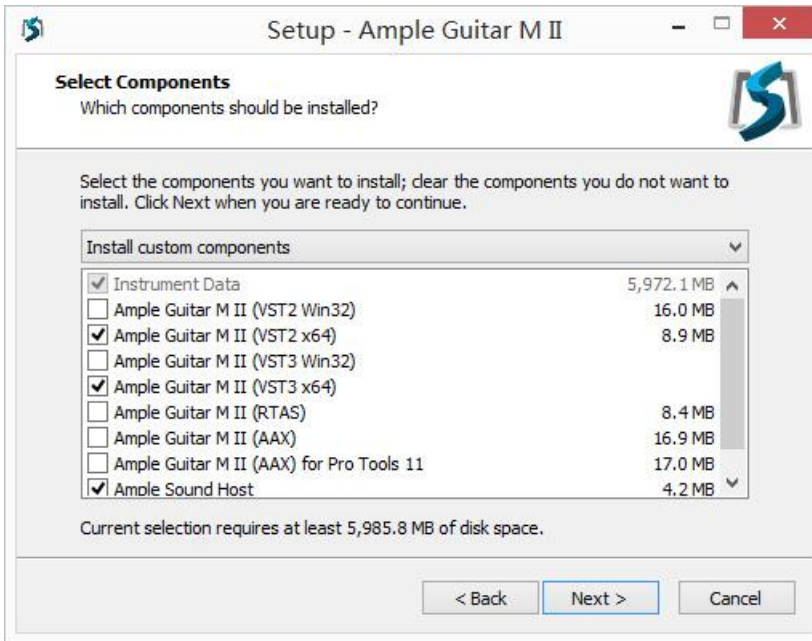 Setup - Ample Guitar M II
Select Components
Which components should be installed?
Select the components you want to install; clear the components you do not want to
install. Click Next when you are ready to continue.
Install custom components
Instrument Data 5,972.1 MB
Ample Guitar M II (VST2 Win32) 16.0 MB
Ample Guitar M II (VST2 x64) 8.9 MB
Ample Guitar M II (VST3 Win32)
Ample Guitar M II (VST3 x64)
Ample Guitar M II (RTAS) 8.4 MB
Ample Guitar M II (AAX) 16.9 MB
Ample Guitar M II (AAX) for Pro Tools 11 17.0 MB
Ample Sound Host 4.2 MB
Current selection requires at least 5,985.8 MB of disk space.
< Back Next > Cancel